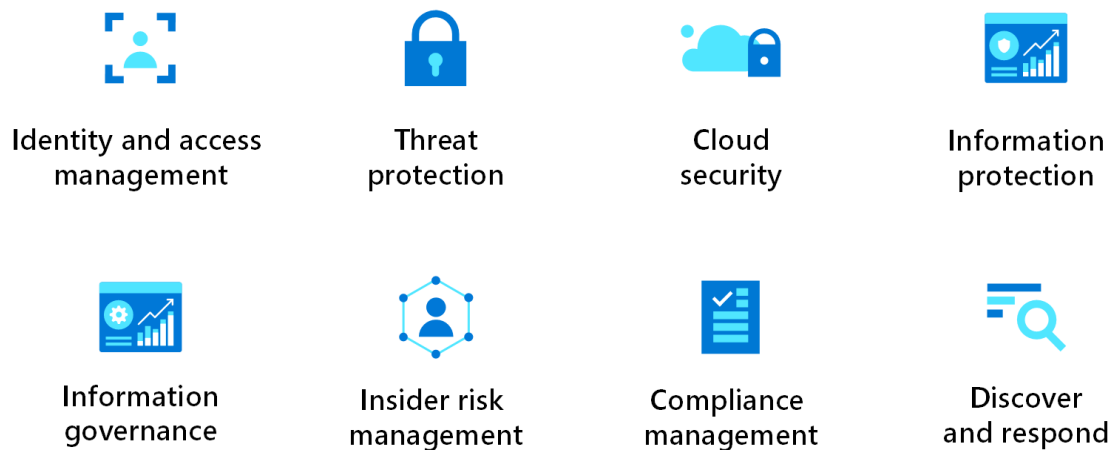 Identity and access
management
Threat
protection
Cloud
security
Information
protection
Information
governance
Insider risk
management
Compliance
management
Discover
and respond